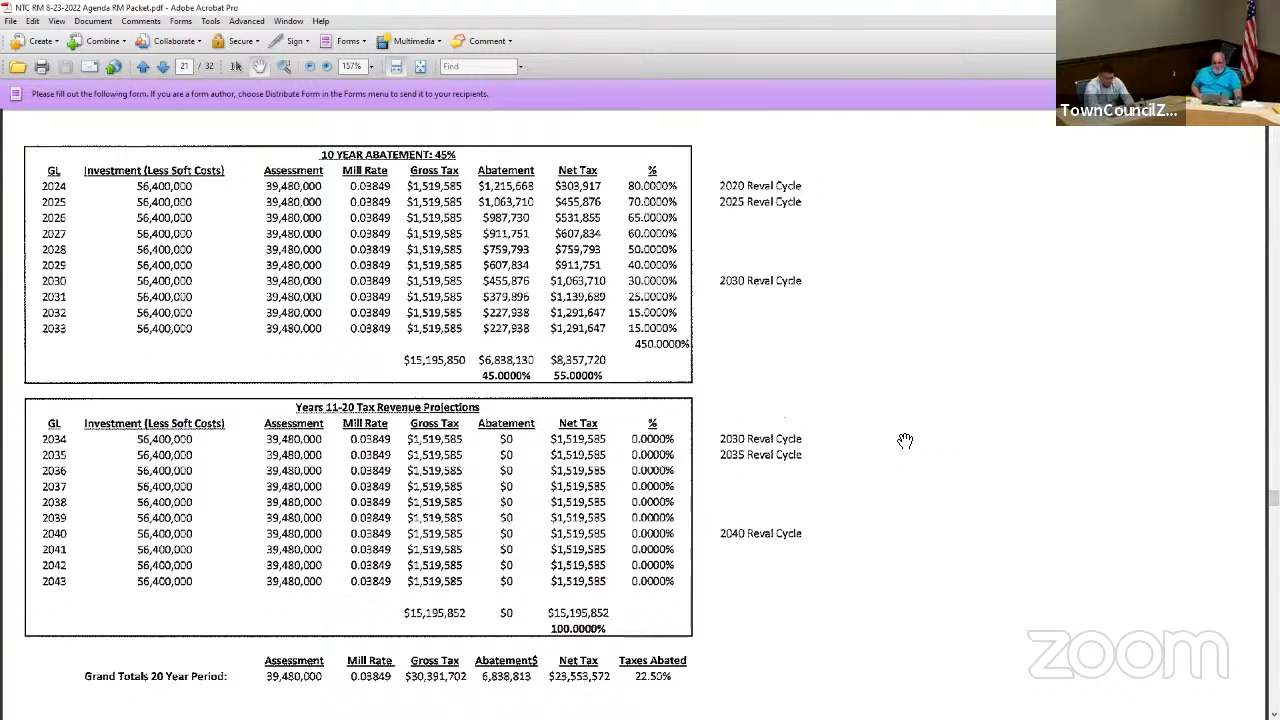 NTC RM 8-23-2022 Agenda RM Packet.pdf - Adobe Acrobat Pro
File Edit View Document Comments Forms Tools Advanced Window Help
Create Combine Collaborate Secure Sign Forms Multimedia Comment
21 / 32 157% Find
Please fill out the following form. If you are a form author, choose Distribute Form in the Forms menu to send it to your recipients.
TownCouncilZ...
10 YEAR ABATEMENT: 45%
GL Investment (Less Soft Costs) Assessment Mill Rate Gross Tax Abatement Net Tax %
2024 56,400,000 39,480,000 0.03849 $1,519,585 $1,215,668 $303,917 80.0000% 2020 Reval Cycle
2025 56,400,000 39,480,000 0.03849 $1,519,585 $1,063,710 $455,876 70.0000% 2025 Reval Cycle
2026 56,400,000 39,480,000 0.03849 $1,519,585 $987,730 $531,855 65.0000%
2027 56,400,000 39,480,000 0.03849 $1,519,585 $911,751 $607,834 60.0000%
2028 56,400,000 39,480,000 0.03849 $1,519,585 $759,793 $759,793 50.0000%
2029 56,400,000 39,480,000 0.03849 $1,519,585 $607,834 $911,751 40.0000%
2030 56,400,000 39,480,000 0.03849 $1,519,585 $455,876 $1,063,710 30.0000% 2030 Reval Cycle
2031 56,400,000 39,480,000 0.03849 $1,519,585 $379,896 $1,139,689 25.0000%
2032 56,400,000 39,480,000 0.03849 $1,519,585 $227,938 $1,291,647 15.0000%
2033 56,400,000 39,480,000 0.03849 $1,519,585 $227,938 $1,291,647 15.0000%
450.0000%
$15,195,850 $6,838,130 $8,357,720
45.0000% 55.0000%
Years 11-20 Tax Revenue Projections
GL Investment (Less Soft Costs) Assessment Mill Rate Gross Tax Abatement Net Tax %
2034 56,400,000 39,480,000 0.03849 $1,519,585 $0 $1,519,585 0.0000% 2030 Reval Cycle
2035 56,400,000 39,480,000 0.03849 $1,519,585 $0 $1,519,585 0.0000% 2035 Reval Cycle
2036 56,400,000 39,480,000 0.03849 $1,519,585 $0 $1,519,585 0.0000%
2037 56,400,000 39,480,000 0.03849 $1,519,585 $0 $1,519,585 0.0000%
2038 56,400,000 39,480,000 0.03849 $1,519,585 $0 $1,519,585 0.0000%
2039 56,400,000 39,480,000 0.03849 $1,519,585 $0 $1,519,585 0.0000%
2040 56,400,000 39,480,000 0.03849 $1,519,585 $0 $1,519,585 0.0000% 2040 Reval Cycle
2041 56,400,000 39,480,000 0.03849 $1,519,585 $0 $1,519,585 0.0000%
2042 56,400,000 39,480,000 0.03849 $1,519,585 $0 $1,519,585 0.0000%
2043 56,400,000 39,480,000 0.03849 $1,519,585 $0 $1,519,585 0.0000%
$15,195,852 $0 $15,195,852
100.0000%
Assessment Mill Rate Gross Tax Abatement$ Net Tax Taxes Abated
Grand Totals 20 Year Period: 39,480,000 0.03849 $30,391,702 6,838,813 $23,553,572 22.50%
zoom